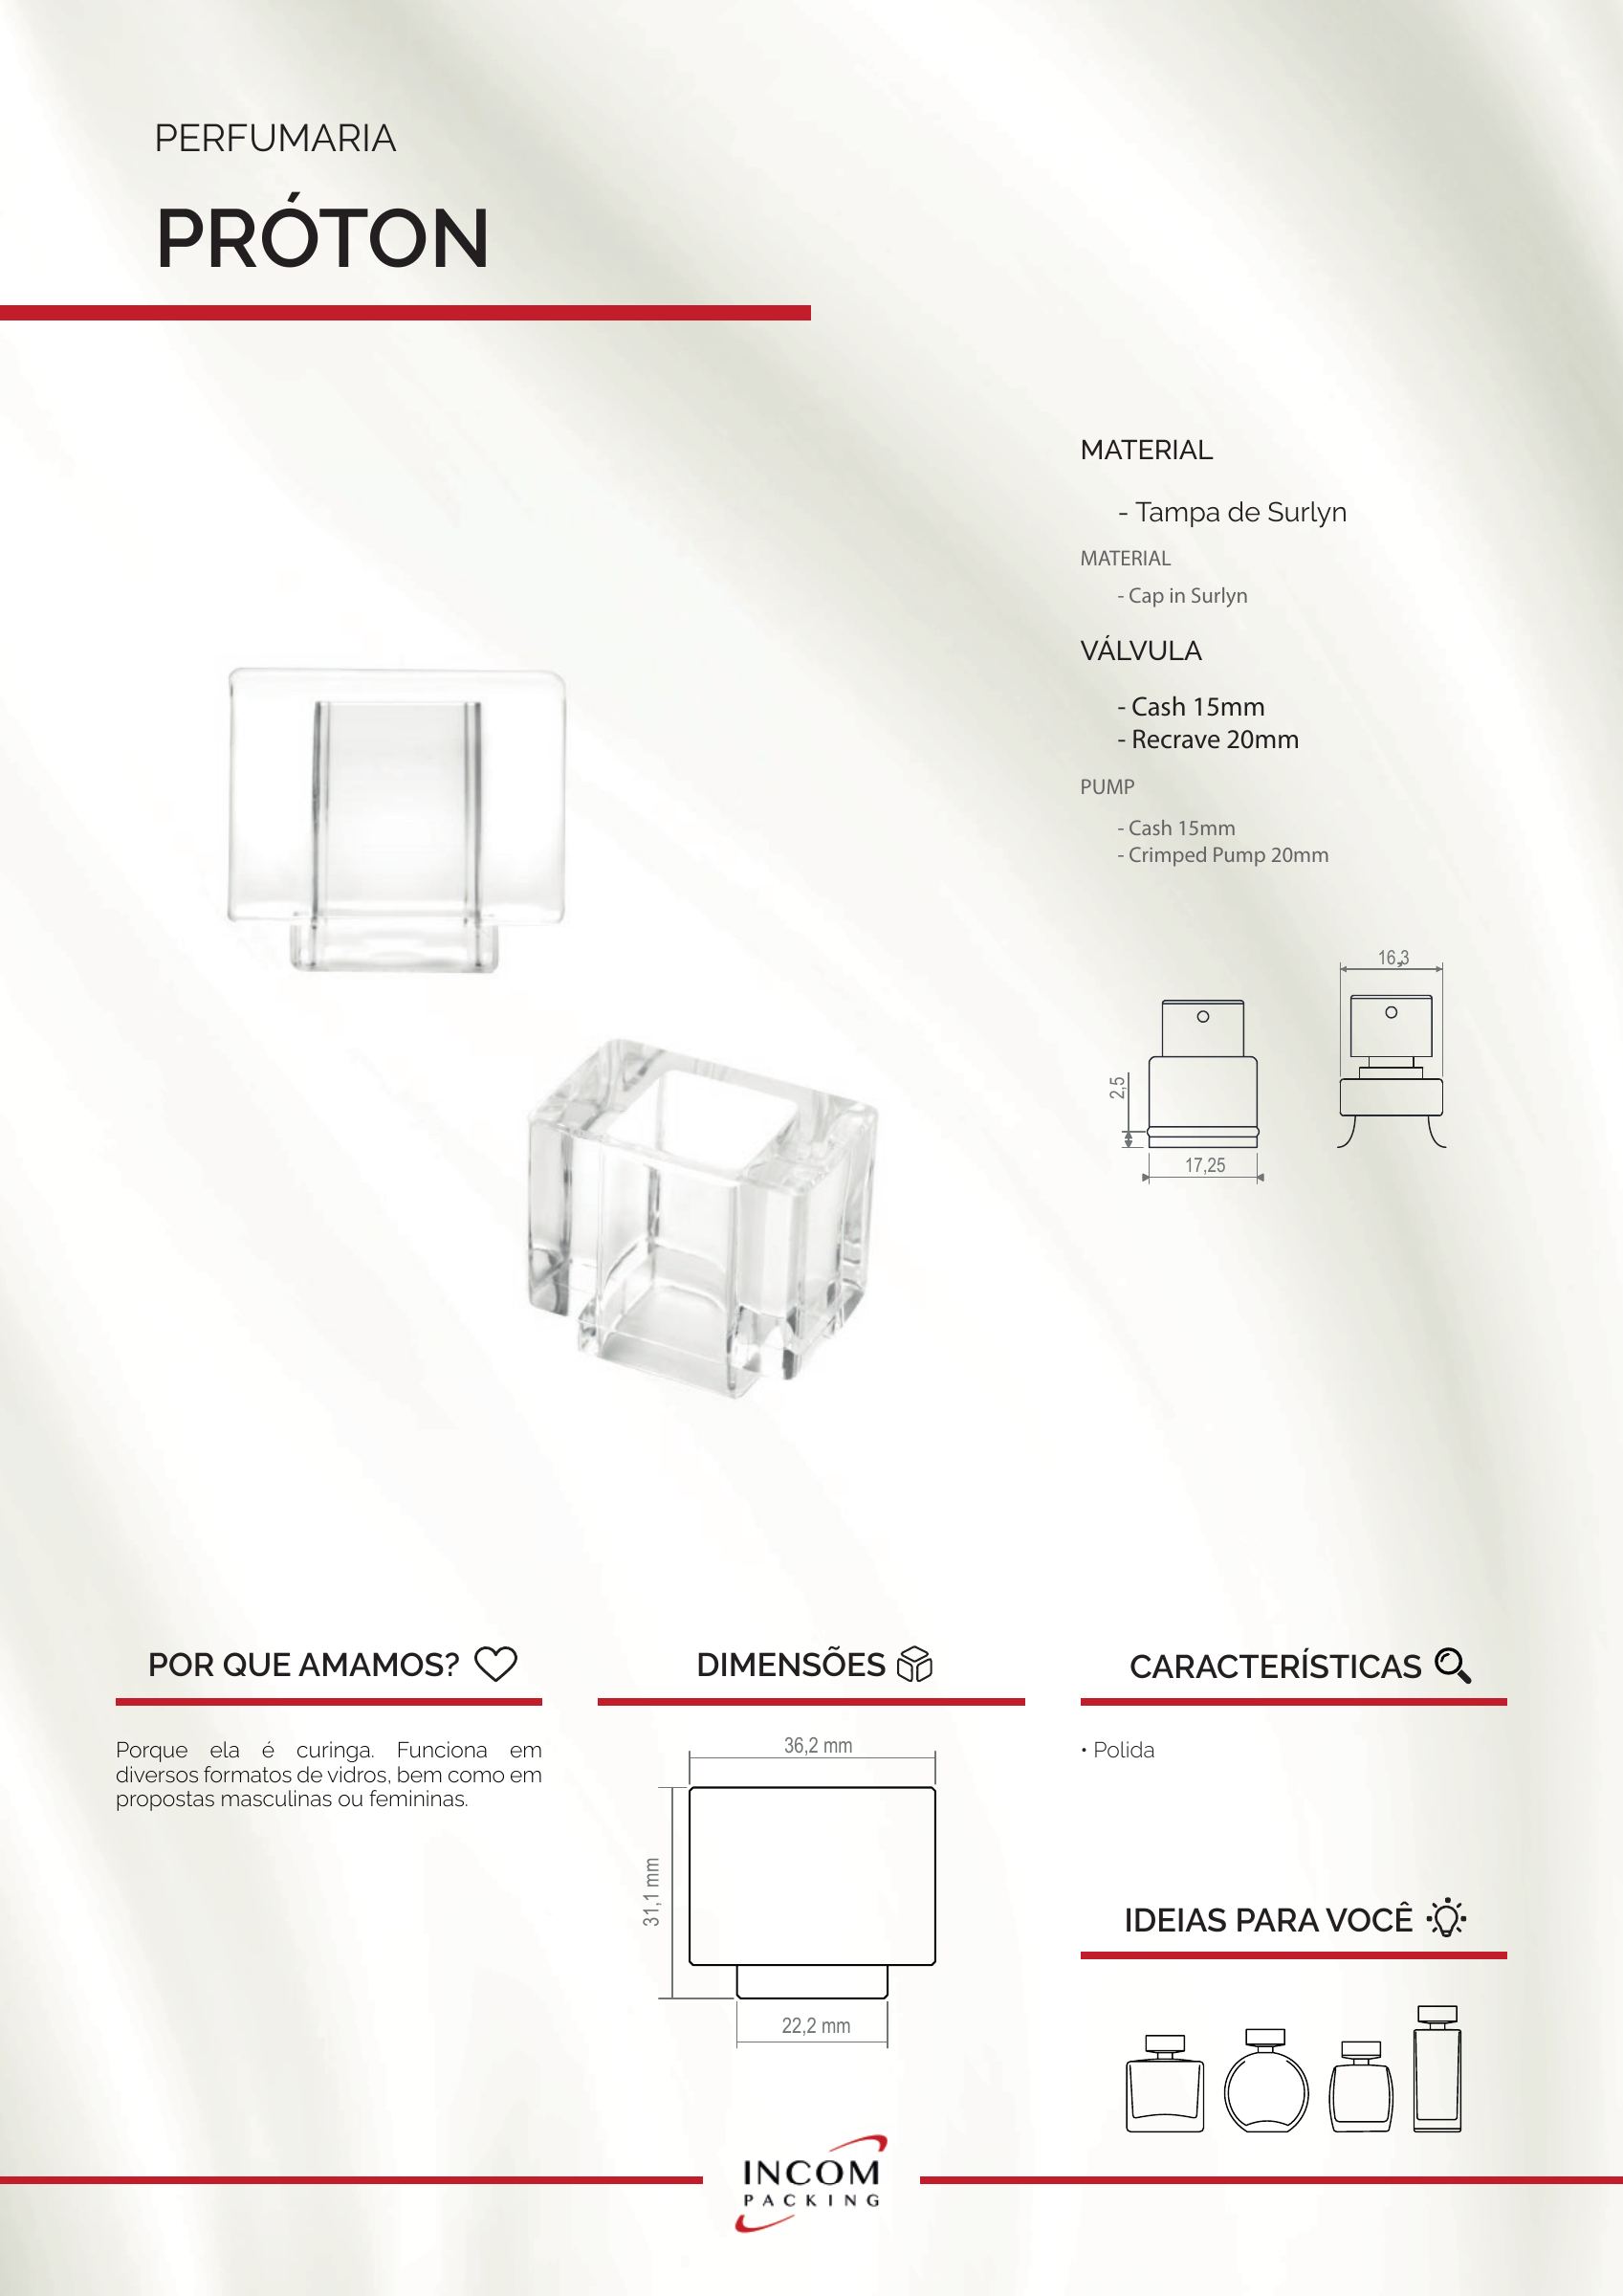 PERFUMARIA
PRÓTON
MATERIAL
- Tampa de Surlyn
MATERIAL
- Cap in Surlyn
VÁLVULA
- Cash 15mm
- Recrave 20mm
PUMP
- Cash 15mm
- Crimped Pump 20mm
16,3
2,5
17,25
POR QUE AMAMOS?
Porque ela é curinga. Funciona em
diversos formatos de vidros, bem como em
propostas masculinas ou femininas.
DIMENSÕES
36,2 mm
31,1 mm
22,2 mm
CARACTERÍSTICAS
• Polida
IDEIAS PARA VOCÊ
INCOM
PACKING